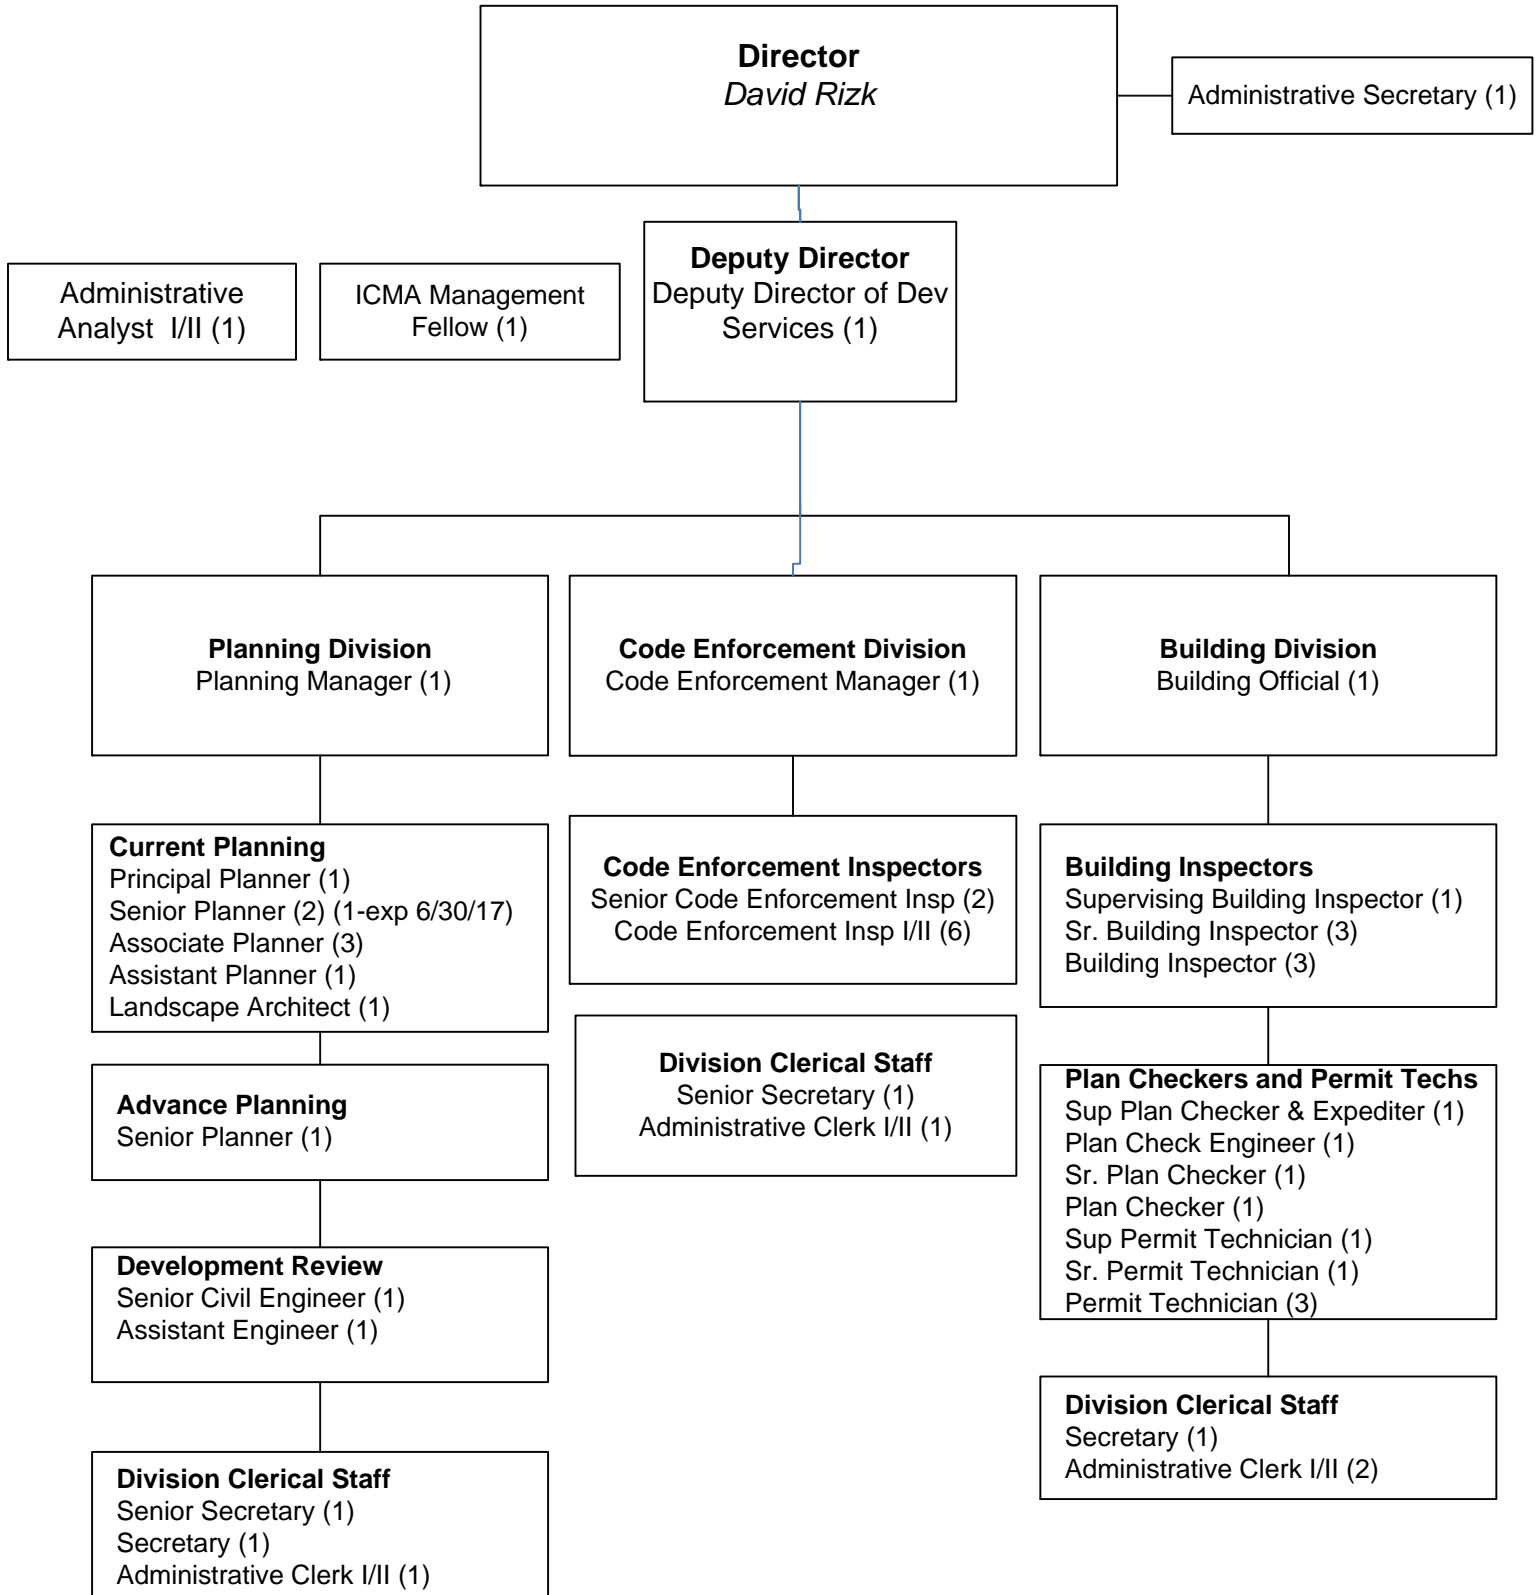 Director
David Rizk
Administrative Secretary (1)
Administrative
Analyst I/II (1)
ICMA Management
Fellow (1)
Deputy Director
Deputy Director of Dev
Services (1)
Planning Division
Planning Manager (1)
Code Enforcement Division
Code Enforcement Manager (1)
Building Division
Building Official (1)
Current Planning
Principal Planner (1)
Senior Planner (2) (1-exp 6/30/17)
Associate Planner (3)
Assistant Planner (1)
Landscape Architect (1)
Advance Planning
Senior Planner (1)
Development Review
Senior Civil Engineer (1)
Assistant Engineer (1)
Division Clerical Staff
Senior Secretary (1)
Secretary (1)
Administrative Clerk I/II (1)
Code Enforcement Inspectors
Senior Code Enforcement Insp (2)
Code Enforcement Insp I/II (6)
Division Clerical Staff
Senior Secretary (1)
Administrative Clerk I/II (1)
Building Inspectors
Supervising Building Inspector (1)
Sr. Building Inspector (3)
Building Inspector (3)
Plan Checkers and Permit Techs
Sup Plan Checker & Expediter (1)
Plan Check Engineer (1)
Sr. Plan Checker (1)
Plan Checker (1)
Sup Permit Technician (1)
Sr. Permit Technician (1)
Permit Technician (3)
Division Clerical Staff
Secretary (1)
Administrative Clerk I/II (2)